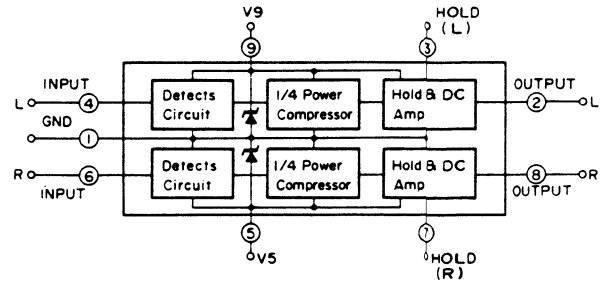 V9
HOLD
(L)
9
3
INPUT
OUTPUT
L
4
Detects
Circuit
1/4 Power
Compressor
Hold & DC
Amp
2
L
GND
1
R
6
Detects
Circuit
1/4 Power
Compressor
Hold & DC
Amp
8
R
INPUT
OUTPUT
5
7
V5
HOLD
(R)